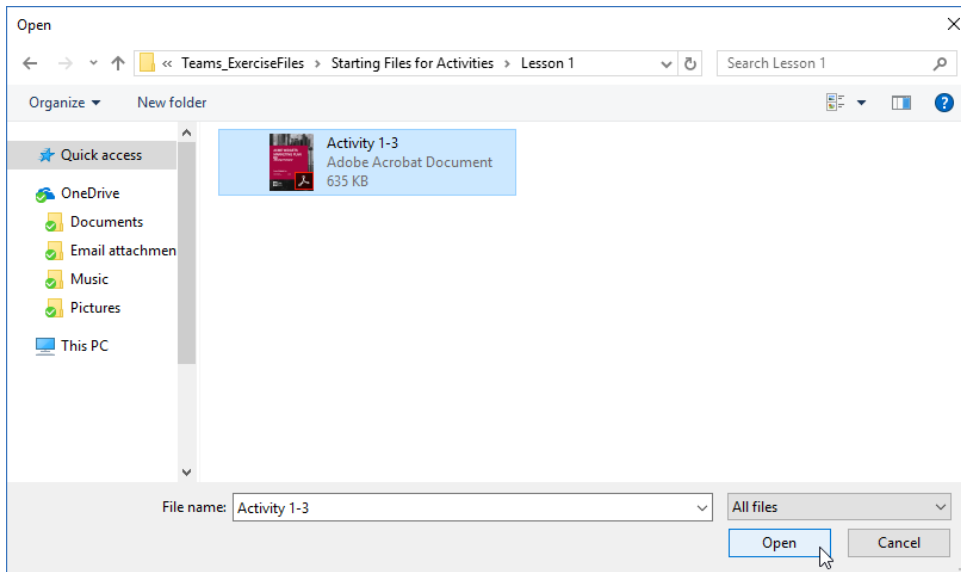 Open
« Teams_ExerciseFiles > Starting Files for Activities > Lesson 1
Search Lesson 1
Organize
New folder
Quick access
OneDrive
Documents
Email attachmen
Music
Pictures
This PC
Activity 1-3
Adobe Acrobat Document
635 KB
File name:
Activity 1-3
All files
Open
Cancel